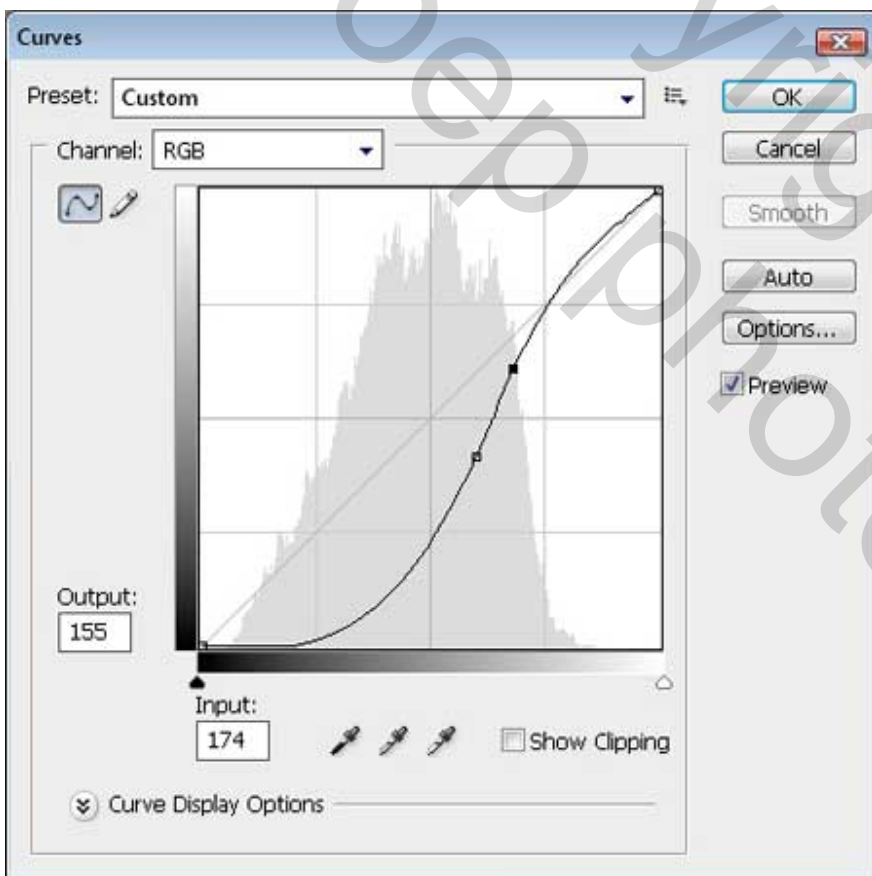 Curves
Preset: Custom
OK
Channel: RGB
Cancel
Smooth
Auto
Options...
Preview
Output:
155
Input:
174
Show Clipping
Curve Display Options